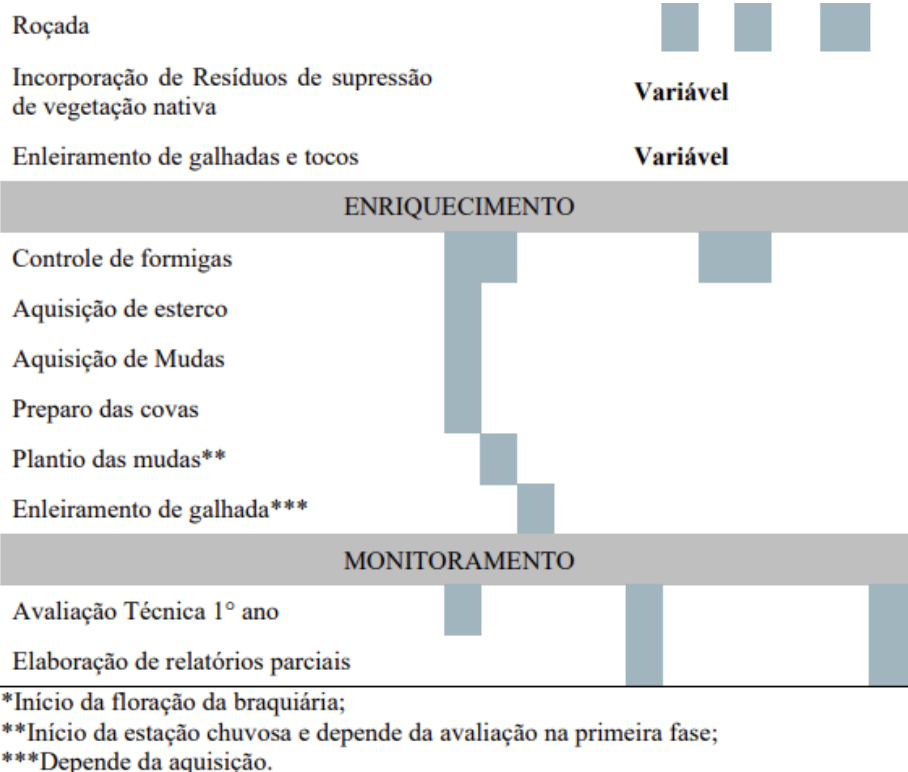 Roçada
Incorporação de Resíduos de supressão
de vegetação nativa
Variável
Enleiramento de galhadas e tocos
Variável
ENRIQUECIMENTO
Controle de formigas
Aquisição de esterco
Aquisição de Mudas
Preparo das covas
Plantio das mudas**
Enleiramento de galhada***
MONITORAMENTO
Avaliação Técnica 1° ano
Elaboração de relatórios parciais
*Início da floração da braquiária;
**Início da estação chuvosa e depende da avaliação na primeira fase;
***Depende da aquisição.